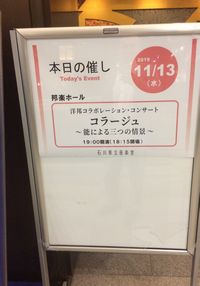 本日の催し
Today's Event
2019
11/13
(水)
邦楽ホール
洋邦コラボレーション・コンサート
コラージュ
～能による三つの情景～
19:00開演(18:15開場)
石川県立音楽堂